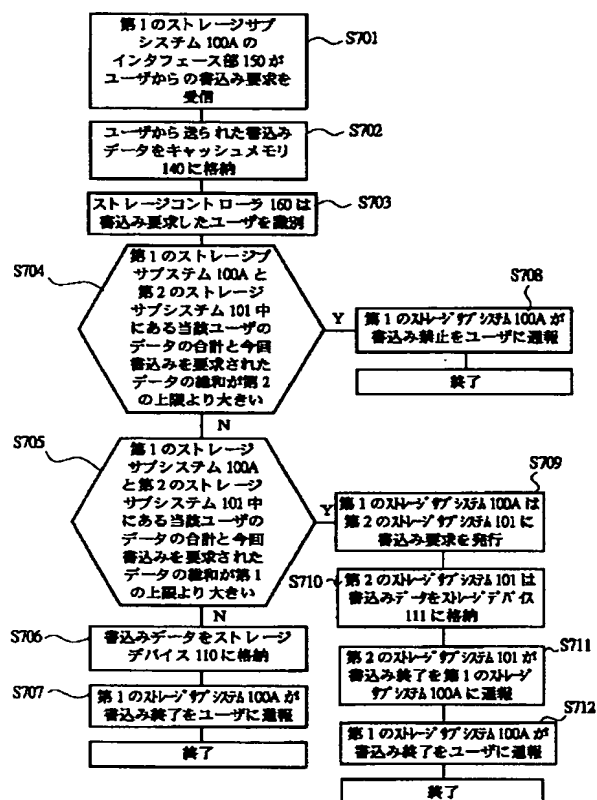 第1のストレージサブ
システム100Aの
インタフェース部150が
ユーザからの書込み要求を
受信
S701
ユーザから送られた書込み
データをキャッシュメモリ
140に格納
S702
ストレージコントローラ160は
書込み要求したユーザを識別
S703
S704
第1のストレージブ
サブシステム100Aと
第2のストレージ
サブシステム101中
にある当該ユーザの
データの合計と今回
書込みを要求された
データの総和が第2
の上限より大きい
Y
N
S708
第1のストレージサブシステム100Aが
書込み禁止をユーザに通報
終了
S705
第1のストレージ
サブシステム100A
と第2のストレージ
サブシステム101中
にある当該ユーザの
データの合計と今回
書込みを要求された
データの総和が第1
の上限より大きい
Y
N
S706
書込みデータをストレージ
デバイス110に格納
S707
第1のストレージサブシステム100Aが
書込み終了をユーザに通報
終了
S709
第1のストレージサブシステム100Aは
第2のストレージサブシステム101に
書込み要求を発行
S710
第2のストレージサブシステム101は
書込みデータをストレージデバイス
111に格納
S711
第2のストレージサブシステム101が
書込み終了を第1のストレージ
サブシステム100Aに通報
S712
第1のストレージサブシステム100Aが
書込み終了をユーザに通報
終了